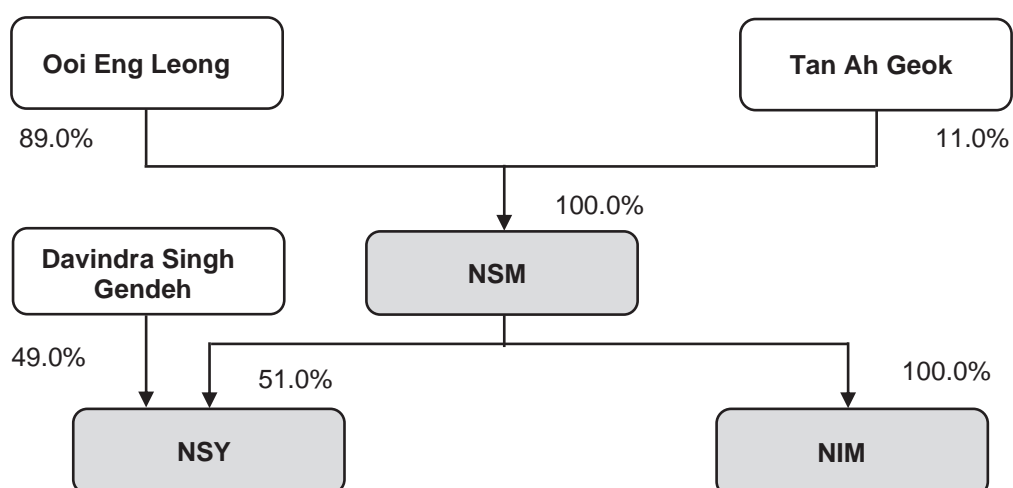 Ooi Eng Leong
Tan Ah Geok
89.0%
11.0%
100.0%
Davindra Singh
Gendeh
NSM
49.0%
51.0%
100.0%
NSY
NIM